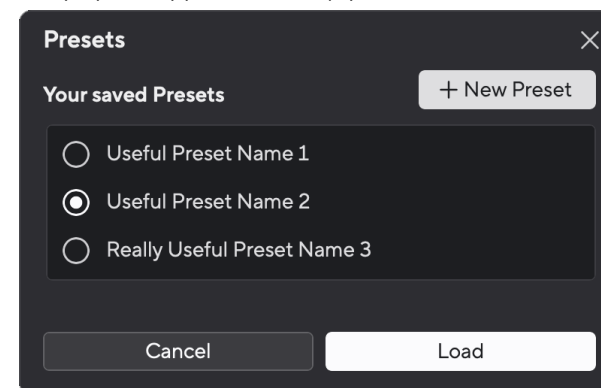 Presets
Your saved Presets
+ New Preset
Useful Preset Name 1
Useful Preset Name 2
Really Useful Preset Name 3
Cancel
Load